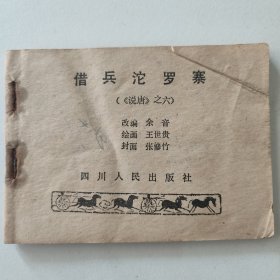 借兵沱罗寨
(《说唐》之六)
改编 余音
绘画 王世贵
封面 张修竹
四川人民出版社